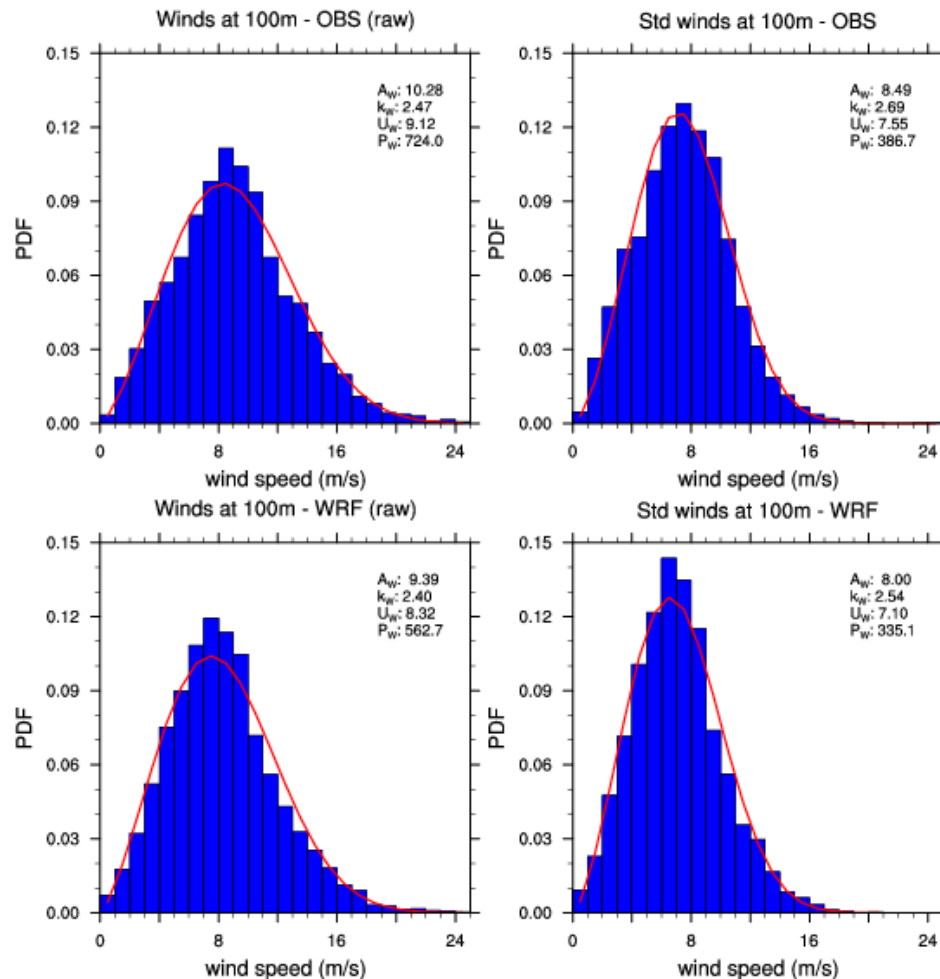 Winds at 100m - OBS (raw)
0.15
0.12
0.09
0.06
0.03
0.00
PDF
A_W: 10.28
k_W: 2.47
U_W: 9.12
P_W: 724.0
0 8 16 24
wind speed (m/s)
Std winds at 100m - OBS
0.15
0.12
0.09
0.06
0.03
0.00
PDF
A_W: 8.49
k_W: 2.69
U_W: 7.55
P_W: 386.7
0 8 16 24
wind speed (m/s)
Winds at 100m - WRF (raw)
0.15
0.12
0.09
0.06
0.03
0.00
PDF
A_W: 9.39
k_W: 2.40
U_W: 8.32
P_W: 562.7
0 8 16 24
wind speed (m/s)
Std winds at 100m - WRF
0.15
0.12
0.09
0.06
0.03
0.00
PDF
A_W: 8.00
k_W: 2.54
U_W: 7.10
P_W: 335.1
0 8 16 24
wind speed (m/s)